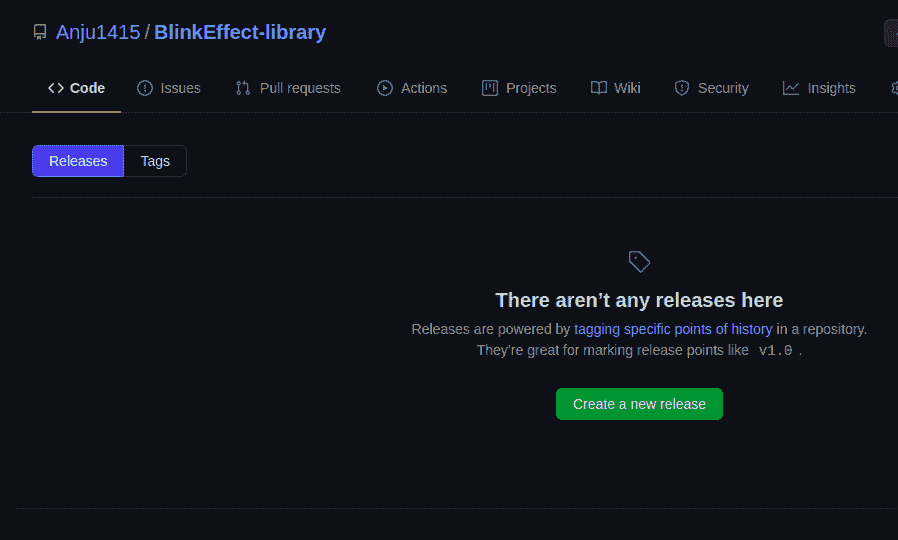 Anju1415 / BlinkEffect-library
Code Issues Pull requests Actions Projects Wiki Security Insights
Releases Tags
There aren't any releases here
Releases are powered by tagging specific points of history in a repository.
They're great for marking release points like v1.0 .
Create a new release